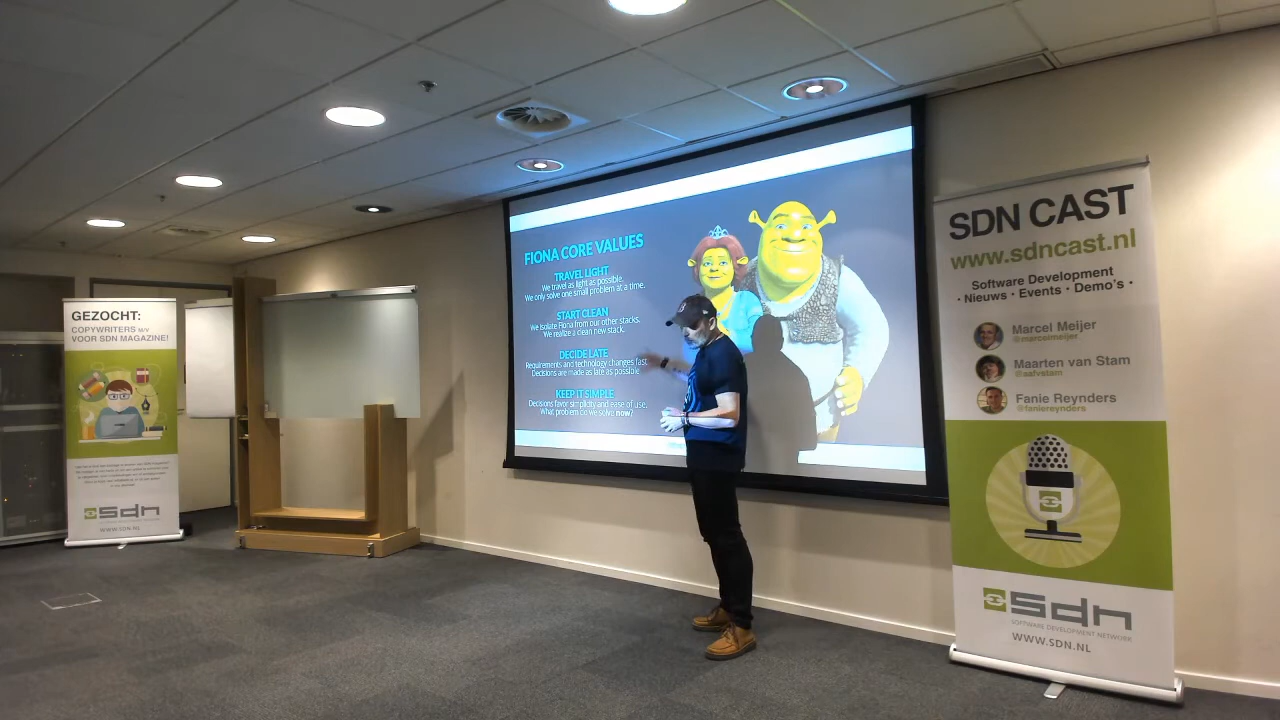 GEZOCHT:
COPYWRITERS M/V
VOOR SDN MAGAZINE!
sdn
WWW.SDN.NL
FIONA CORE VALUES
TRAVEL LIGHT
We travel as light as possible.
We only solve one small problem at a time.
START CLEAN
We isolate Fiona from our other stacks.
We realize a clean new stack.
DECIDE LATE
Requirements and technology changes fast
Decisions are made as late as possible
KEEP IT SIMPLE
Decisions favor simplicity and ease of use.
What problem do we solve now?
SDN CAST
www.sdncast.nl
Software Development
· Nieuws · Events · Demo's ·
Marcel Meijer
@marcelmeijer
Maarten van Stam
@safvstam
Fanie Reynders
@faniereynders
sdn
SOFTWARE DEVELOPMENT NETWORK
WWW.SDN.NL